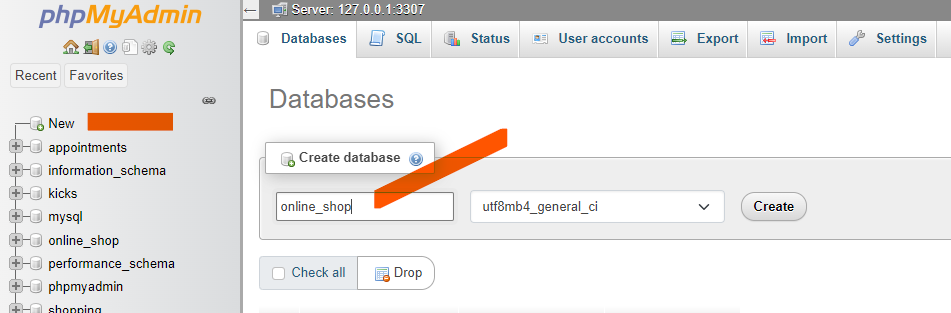 phpMyAdmin
Recent Favorites
New
appointments
information_schema
kicks
mysql
online_shop
performance_schema
phpmyadmin
shopping
Server: 127.0.0.1:3307
Databases SQL Status User accounts Export Import Settings
Databases
Create database
online_shop utf8mb4_general_ci Create
Check all Drop